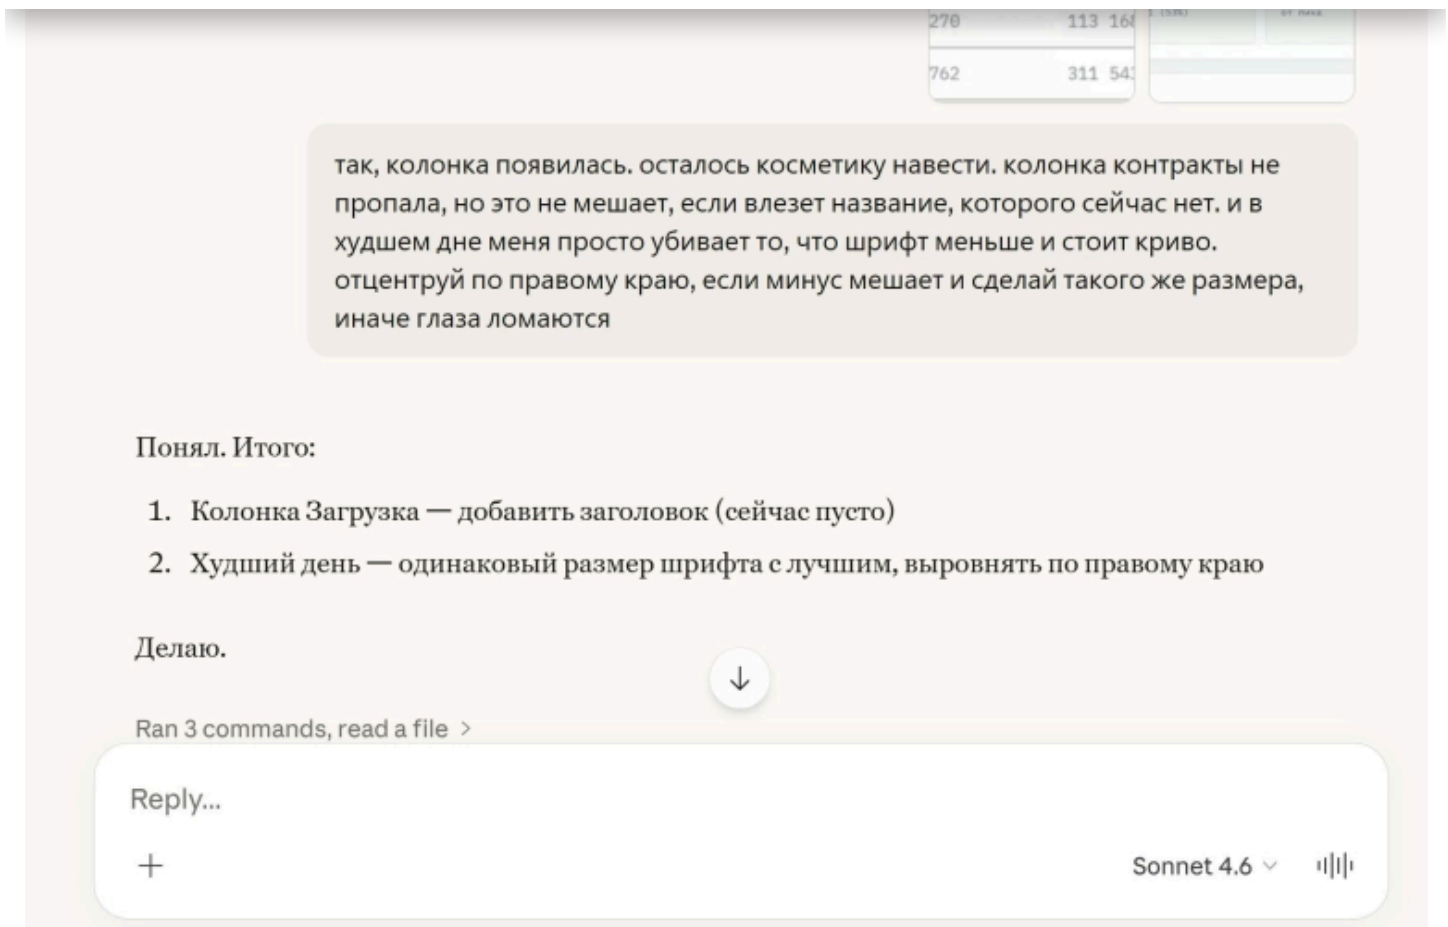 270 113 168
762 311 543
так, колонка появилась. осталось косметику навести. колонка контракты не
пропала, но это не мешает, если влезет название, которого сейчас нет. и в
худшем дне меня просто убивает то, что шрифт меньше и стоит криво.
отцентруй по правому краю, если минус мешает и сделай такого же размера,
иначе глаза ломаются
Понял. Итого:
1. Колонка Загрузка — добавить заголовок (сейчас пусто)
2. Худший день — одинаковый размер шрифта с лучшим, выровнять по правому краю
Делаю.
Ran 3 commands, read a file >
Reply...
Sonnet 4.6